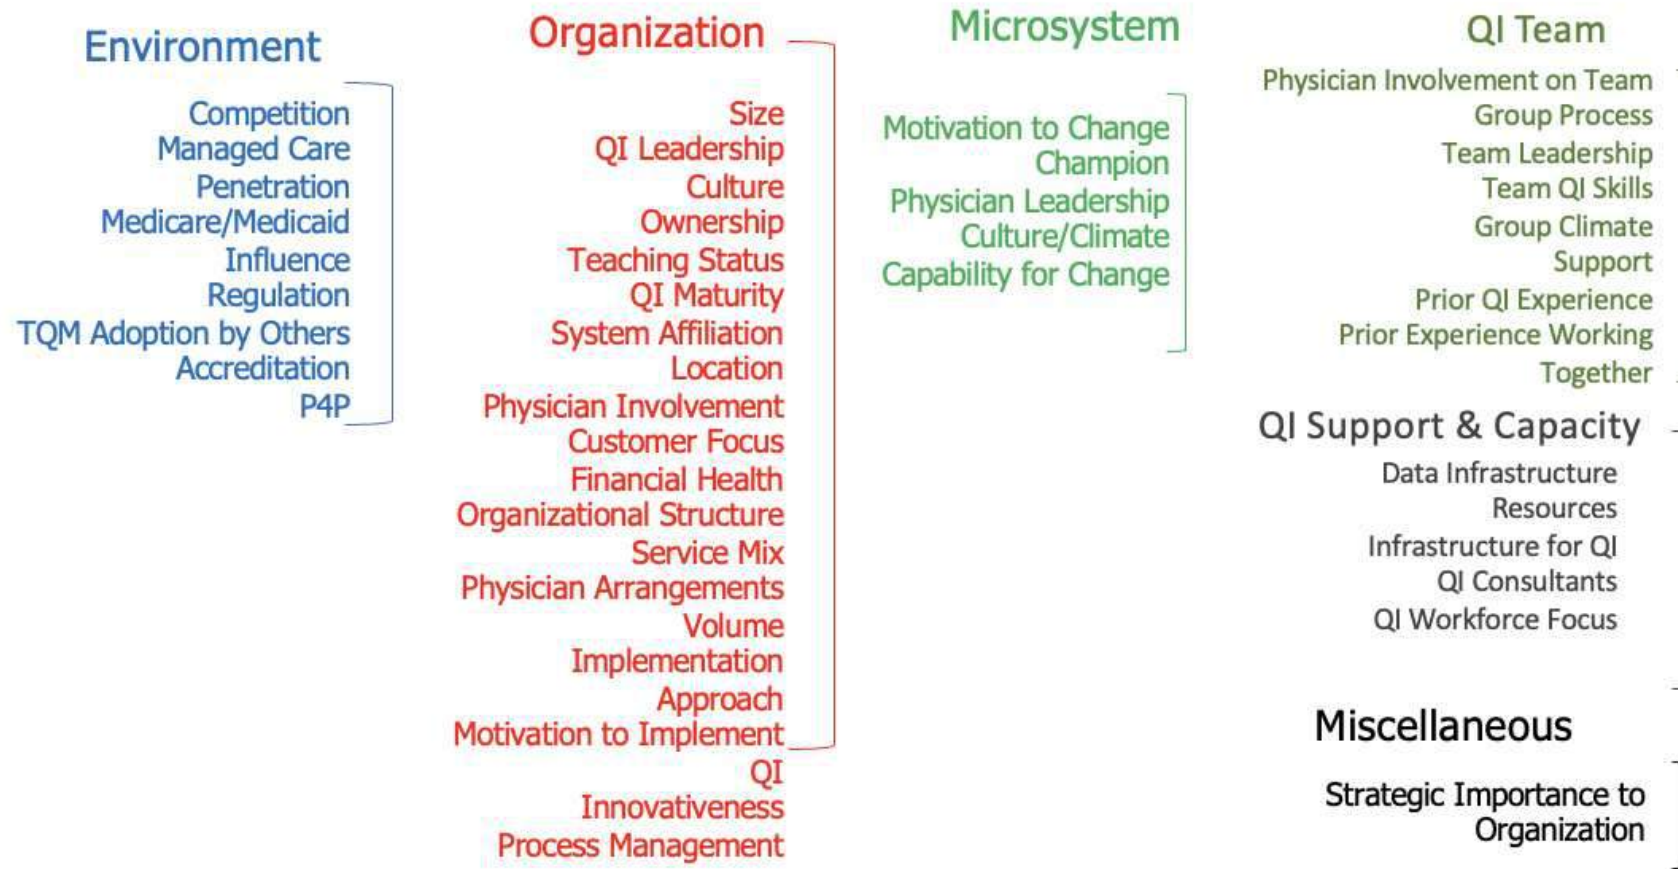 Environment
Competition
Managed Care
Penetration
Medicare/Medicaid
Influence
Regulation
TQM Adoption by Others
Accreditation
P4P
Organization
Size
QI Leadership
Culture
Ownership
Teaching Status
QI Maturity
System Affiliation
Location
Physician Involvement
Customer Focus
Financial Health
Organizational Structure
Service Mix
Physician Arrangements
Volume
Implementation
Approach
Motivation to Implement
QI
Innovativeness
Process Management
Microsystem
Motivation to Change
Champion
Physician Leadership
Culture/Climate
Capability for Change
QI Team
Physician Involvement on Team
Group Process
Team Leadership
Team QI Skills
Group Climate
Support
Prior QI Experience
Prior Experience Working
Together
QI Support & Capacity
Data Infrastructure
Resources
Infrastructure for QI
QI Consultants
QI Workforce Focus
Miscellaneous
Strategic Importance to
Organization